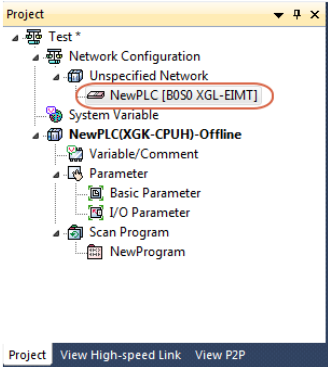 Project
Test *
Network Configuration
Unspecified Network
NewPLC [B0S0 XGL-EIMT]
System Variable
NewPLC(XGK-CPUH)-Offline
Variable/Comment
Parameter
Basic Parameter
I/O Parameter
Scan Program
NewProgram
Project View High-speed Link View P2P